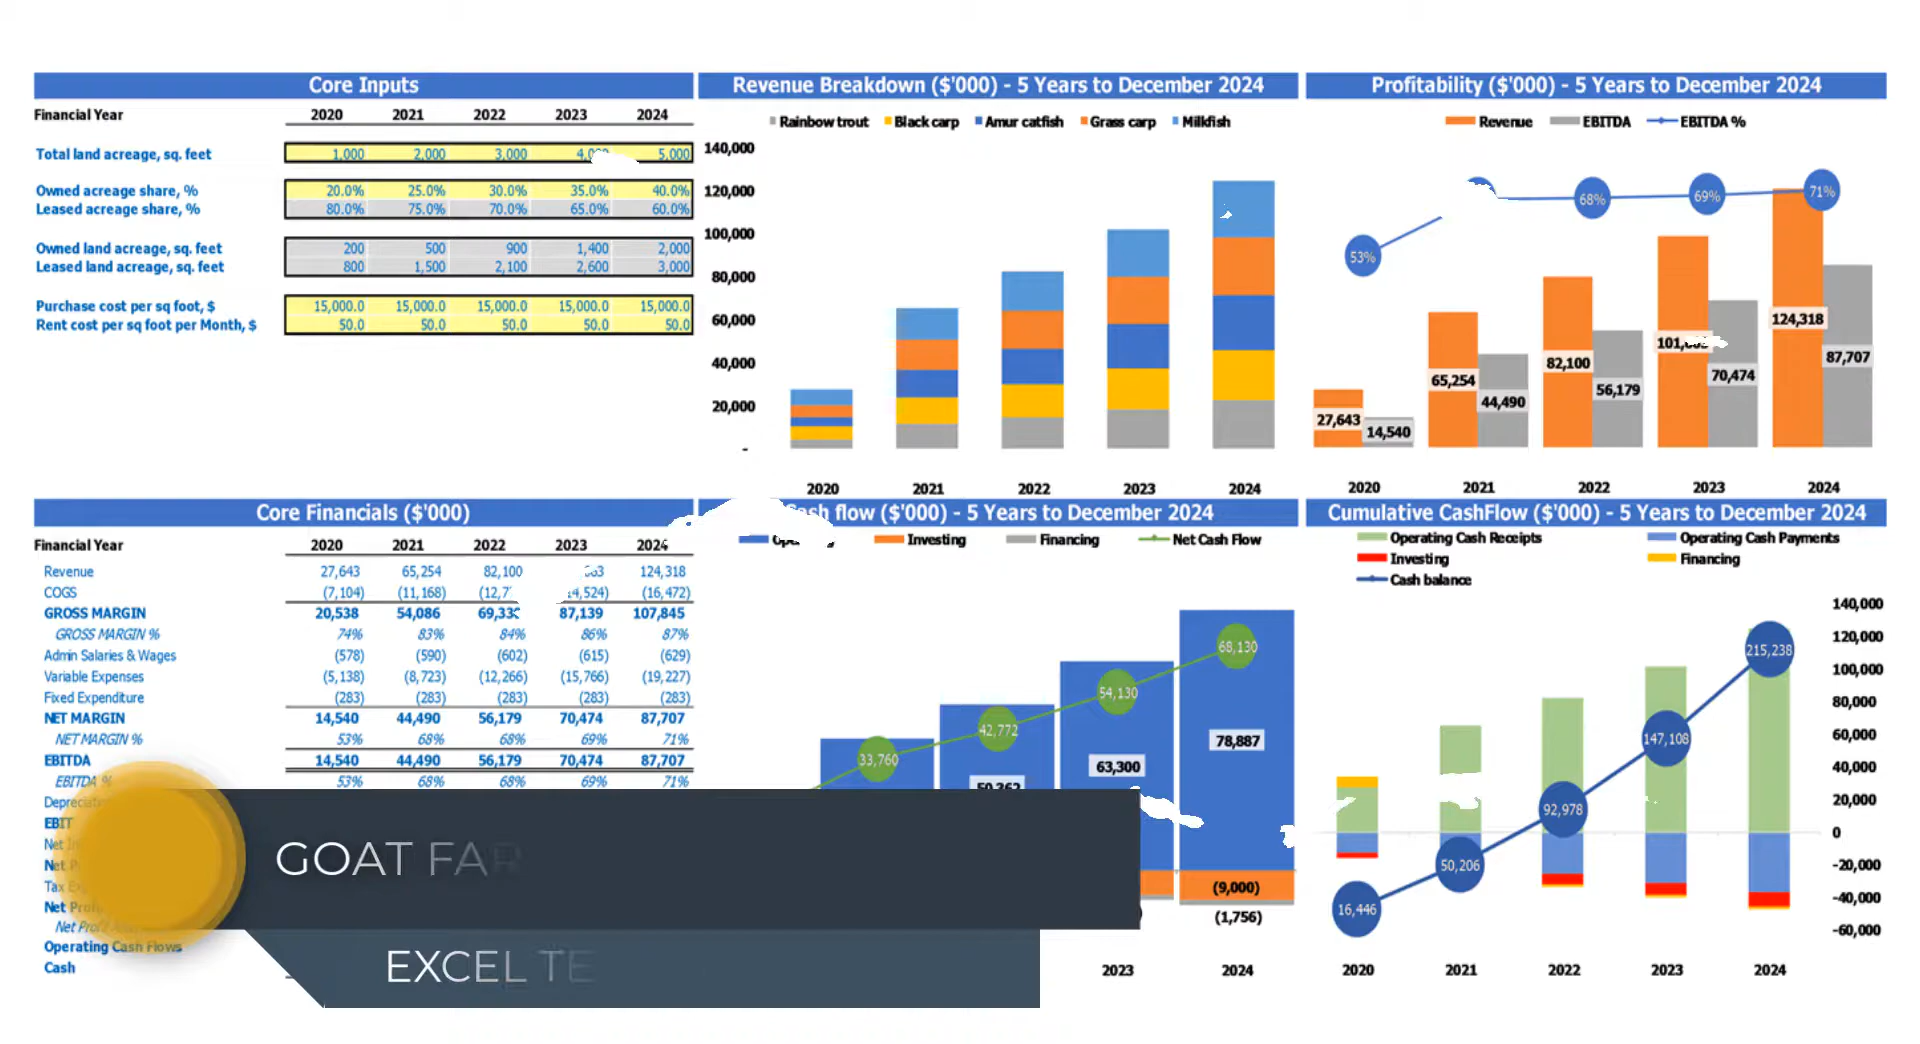 Core Inputs
Financial Year 2020 2021 2022 2023 2024
Total land acreage, sq. feet 1,000 2,000 3,000 5,000
Owned acreage share, % 20.0% 25.0% 30.0% 35.0% 40.0%
Leased acreage share, % 80.0% 75.0% 70.0% 65.0% 60.0%
Owned land acreage, sq. feet 200 500 900 1,400 2,000
Leased land acreage, sq. feet 800 1,500 2,100 2,600 3,000
Purchase cost per sq foot, $ 15,000.0 15,000.0 15,000.0 15,000.0 15,000.0
Rent cost per sq foot per Month, $ 50.0 50.0 50.0 50.0 50.0
Revenue Breakdown ($'000) - 5 Years to December 2024
Rainbow trout Black carp Amur catfish Grass carp Milkfish
140,000
120,000
100,000
80,000
60,000
40,000
20,000
-
2020 2021 2022 2023 2024
Profitability ($'000) - 5 Years to December 2024
Revenue EBITDA EBITDA %
53% 68% 69% 71%
27,643 65,254 82,100 124,318
14,540 44,490 56,179 70,474 87,707
2020 2021 2022 2023 2024
Core Financials ($'000)
Financial Year 2020 2021 2022 2023 2024
Revenue 27,643 65,254 82,100 124,318
COGS (7,104) (11,168) (16,472)
GROSS MARGIN 20,538 54,086 87,139 107,845
GROSS MARGIN % 74% 83% 84% 86% 87%
Admin Salaries & Wages (578) (590) (602) (615) (629)
Variable Expenses (5,138) (8,723) (12,266) (15,766) (19,227)
Fixed Expenditure (283) (283) (283) (283) (283)
NET MARGIN 14,540 44,490 56,179 70,474 87,707
NET MARGIN % 53% 68% 68% 69% 71%
EBITDA 14,540 44,490 56,179 70,474 87,707
EBITDA % 53% 68% 68% 69% 71%
EBIT
Operating Cash Flows
Cash
Cash flow ($'000) - 5 Years to December 2024
Investing Financing Net Cash Flow
33,760 42,772 54,130 68,130
63,300 78,887
(9,000)
(1,756)
2023 2024
Cumulative CashFlow ($'000) - 5 Years to December 2024
Operating Cash Receipts Operating Cash Payments
Investing Financing
Cash balance
140,000
120,000
100,000
80,000
60,000
40,000
20,000
0
-20,000
-40,000
-60,000
16,446 50,206 92,978 147,108 215,238
2020 2021 2022 2023 2024
GOAT FAR
EXCEL TE